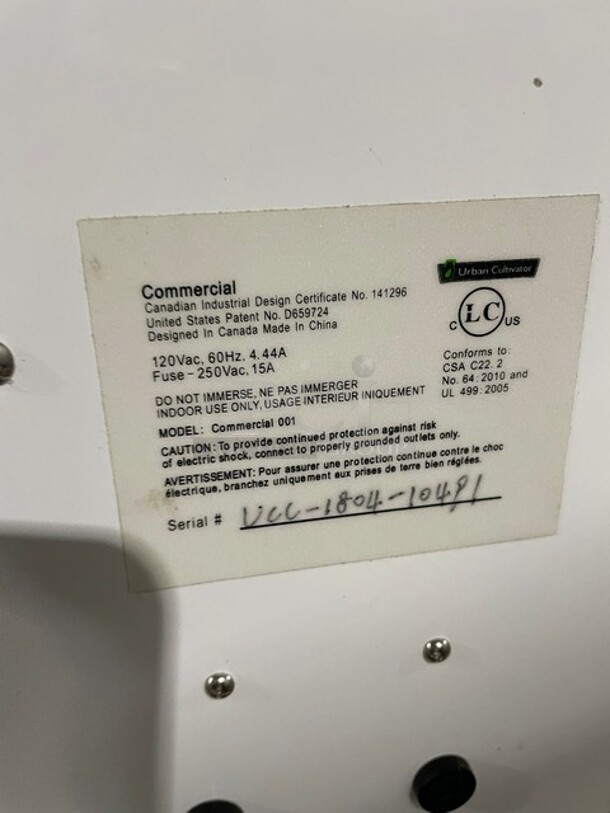 Urban Cultivator
Commercial
Canadian Industrial Design Certificate No. 141296
United States Patent No. D659724
Designed In Canada Made In China
C LC US
120Vac, 60Hz. 4.44A
Fuse - 250Vac, 15A
Conforms to:
CSA C22. 2
No. 64: 2010 and
UL 499: 2005
DO NOT IMMERSE, NE PAS IMMERGER
INDOOR USE ONLY, USAGE INTERIEUR INIQUEMENT
MODEL: Commercial 001
CAUTION: To provide continued protection against risk
of electric shock, connect to properly grounded outlets only.
AVERTISSEMENT: Pour assurer une protection continue contre le choc
électrique, branchez uniquement aux prises de terre bien réglées.
Serial # UCC-1804-10491